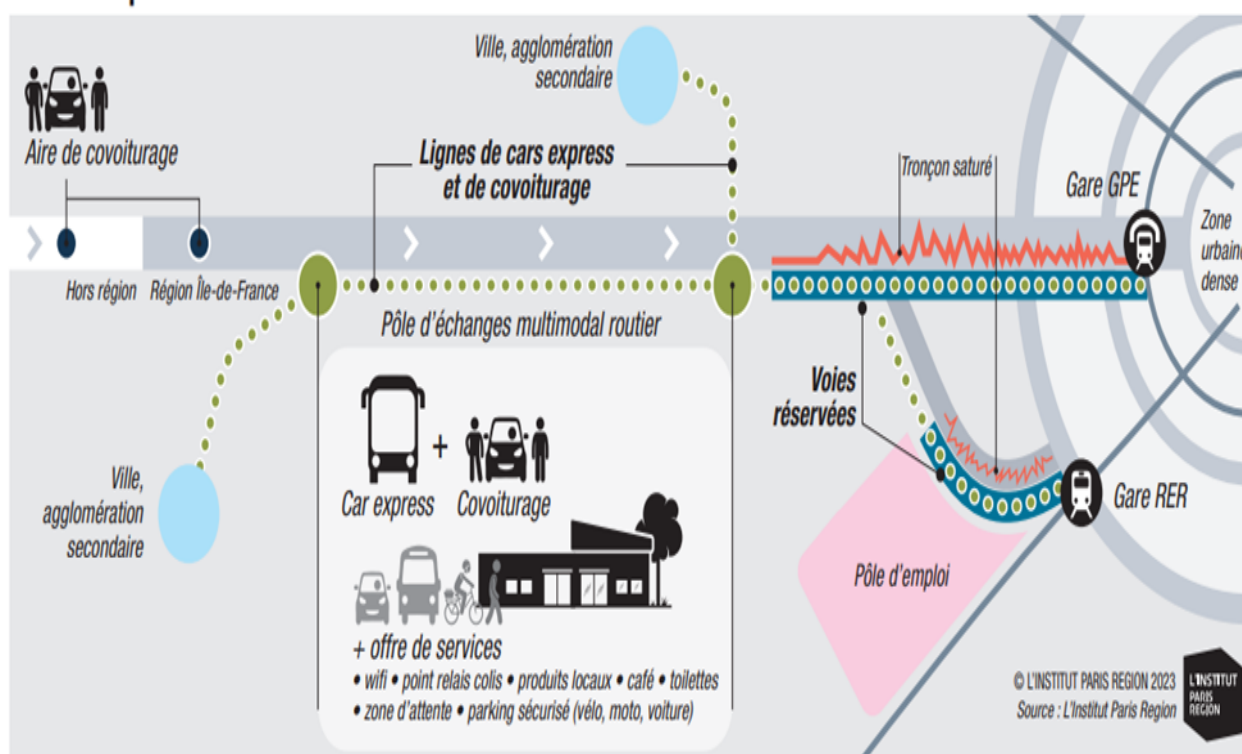 Ville, agglomération
secondaire
Aire de covoiturage
Lignes de cars express
et de covoiturage
Tronçon saturé
Gare GPE
Zone
urbaine
dense
Hors région
Région Île-de-France
Pôle d'échanges multimodal routier
Voies
réservées
Ville,
agglomération
secondaire
Car express
+
Covoiturage
Gare RER
Pôle d'emploi
+ offre de services
• wifi • point relais colis • produits locaux • café • toilettes
• zone d'attente • parking sécurisé (vélo, moto, voiture)
© L'INSTITUT PARIS REGION 2023
Source : L'Institut Paris Region
L'INSTITUT
PARIS
REGION